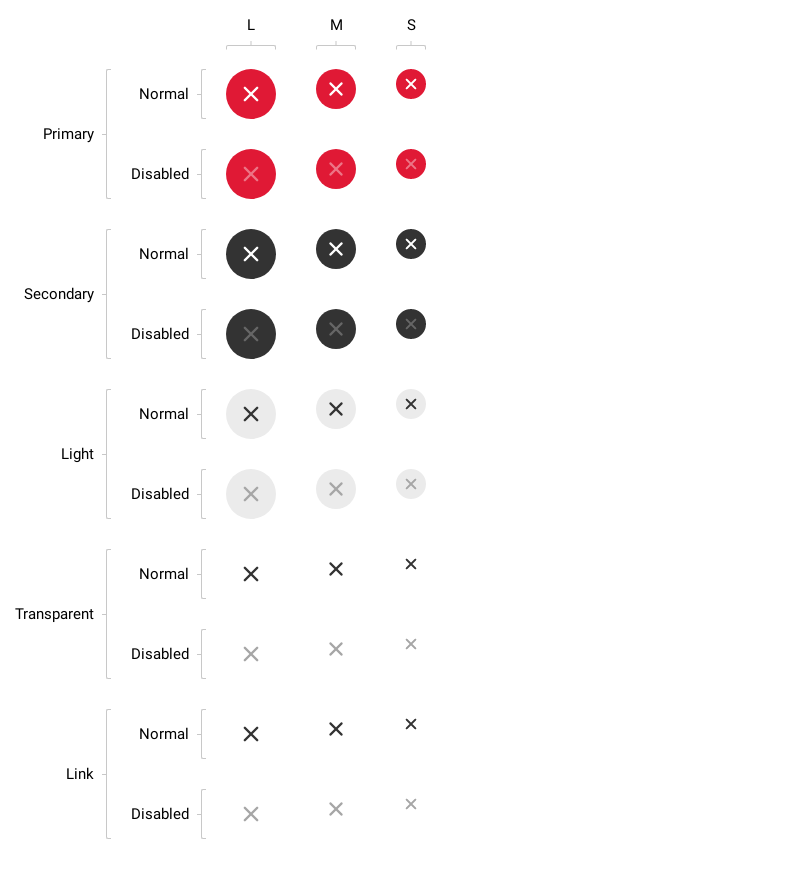 L M S
Primary
Normal
Disabled
Secondary
Normal
Disabled
Light
Normal
Disabled
Transparent
Normal
Disabled
Link
Normal
Disabled